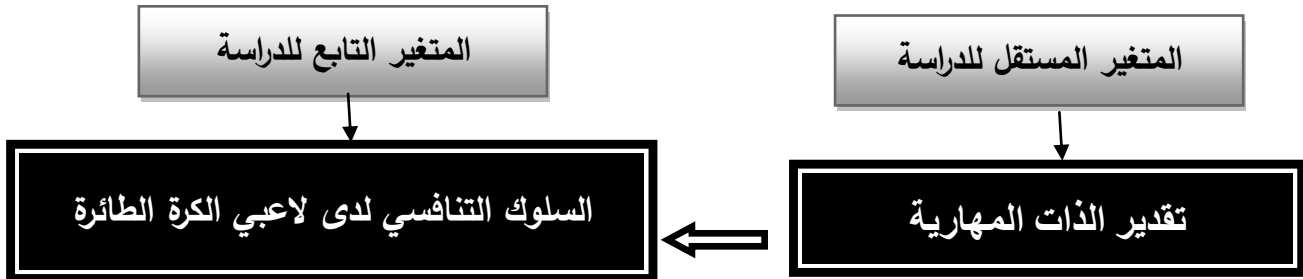 المتغير المستقل للدراسة
المتغير التابع للدراسة
تقدير الذات المهارية
السلوك التنافسي لدى لاعبي الكرة الطائرة